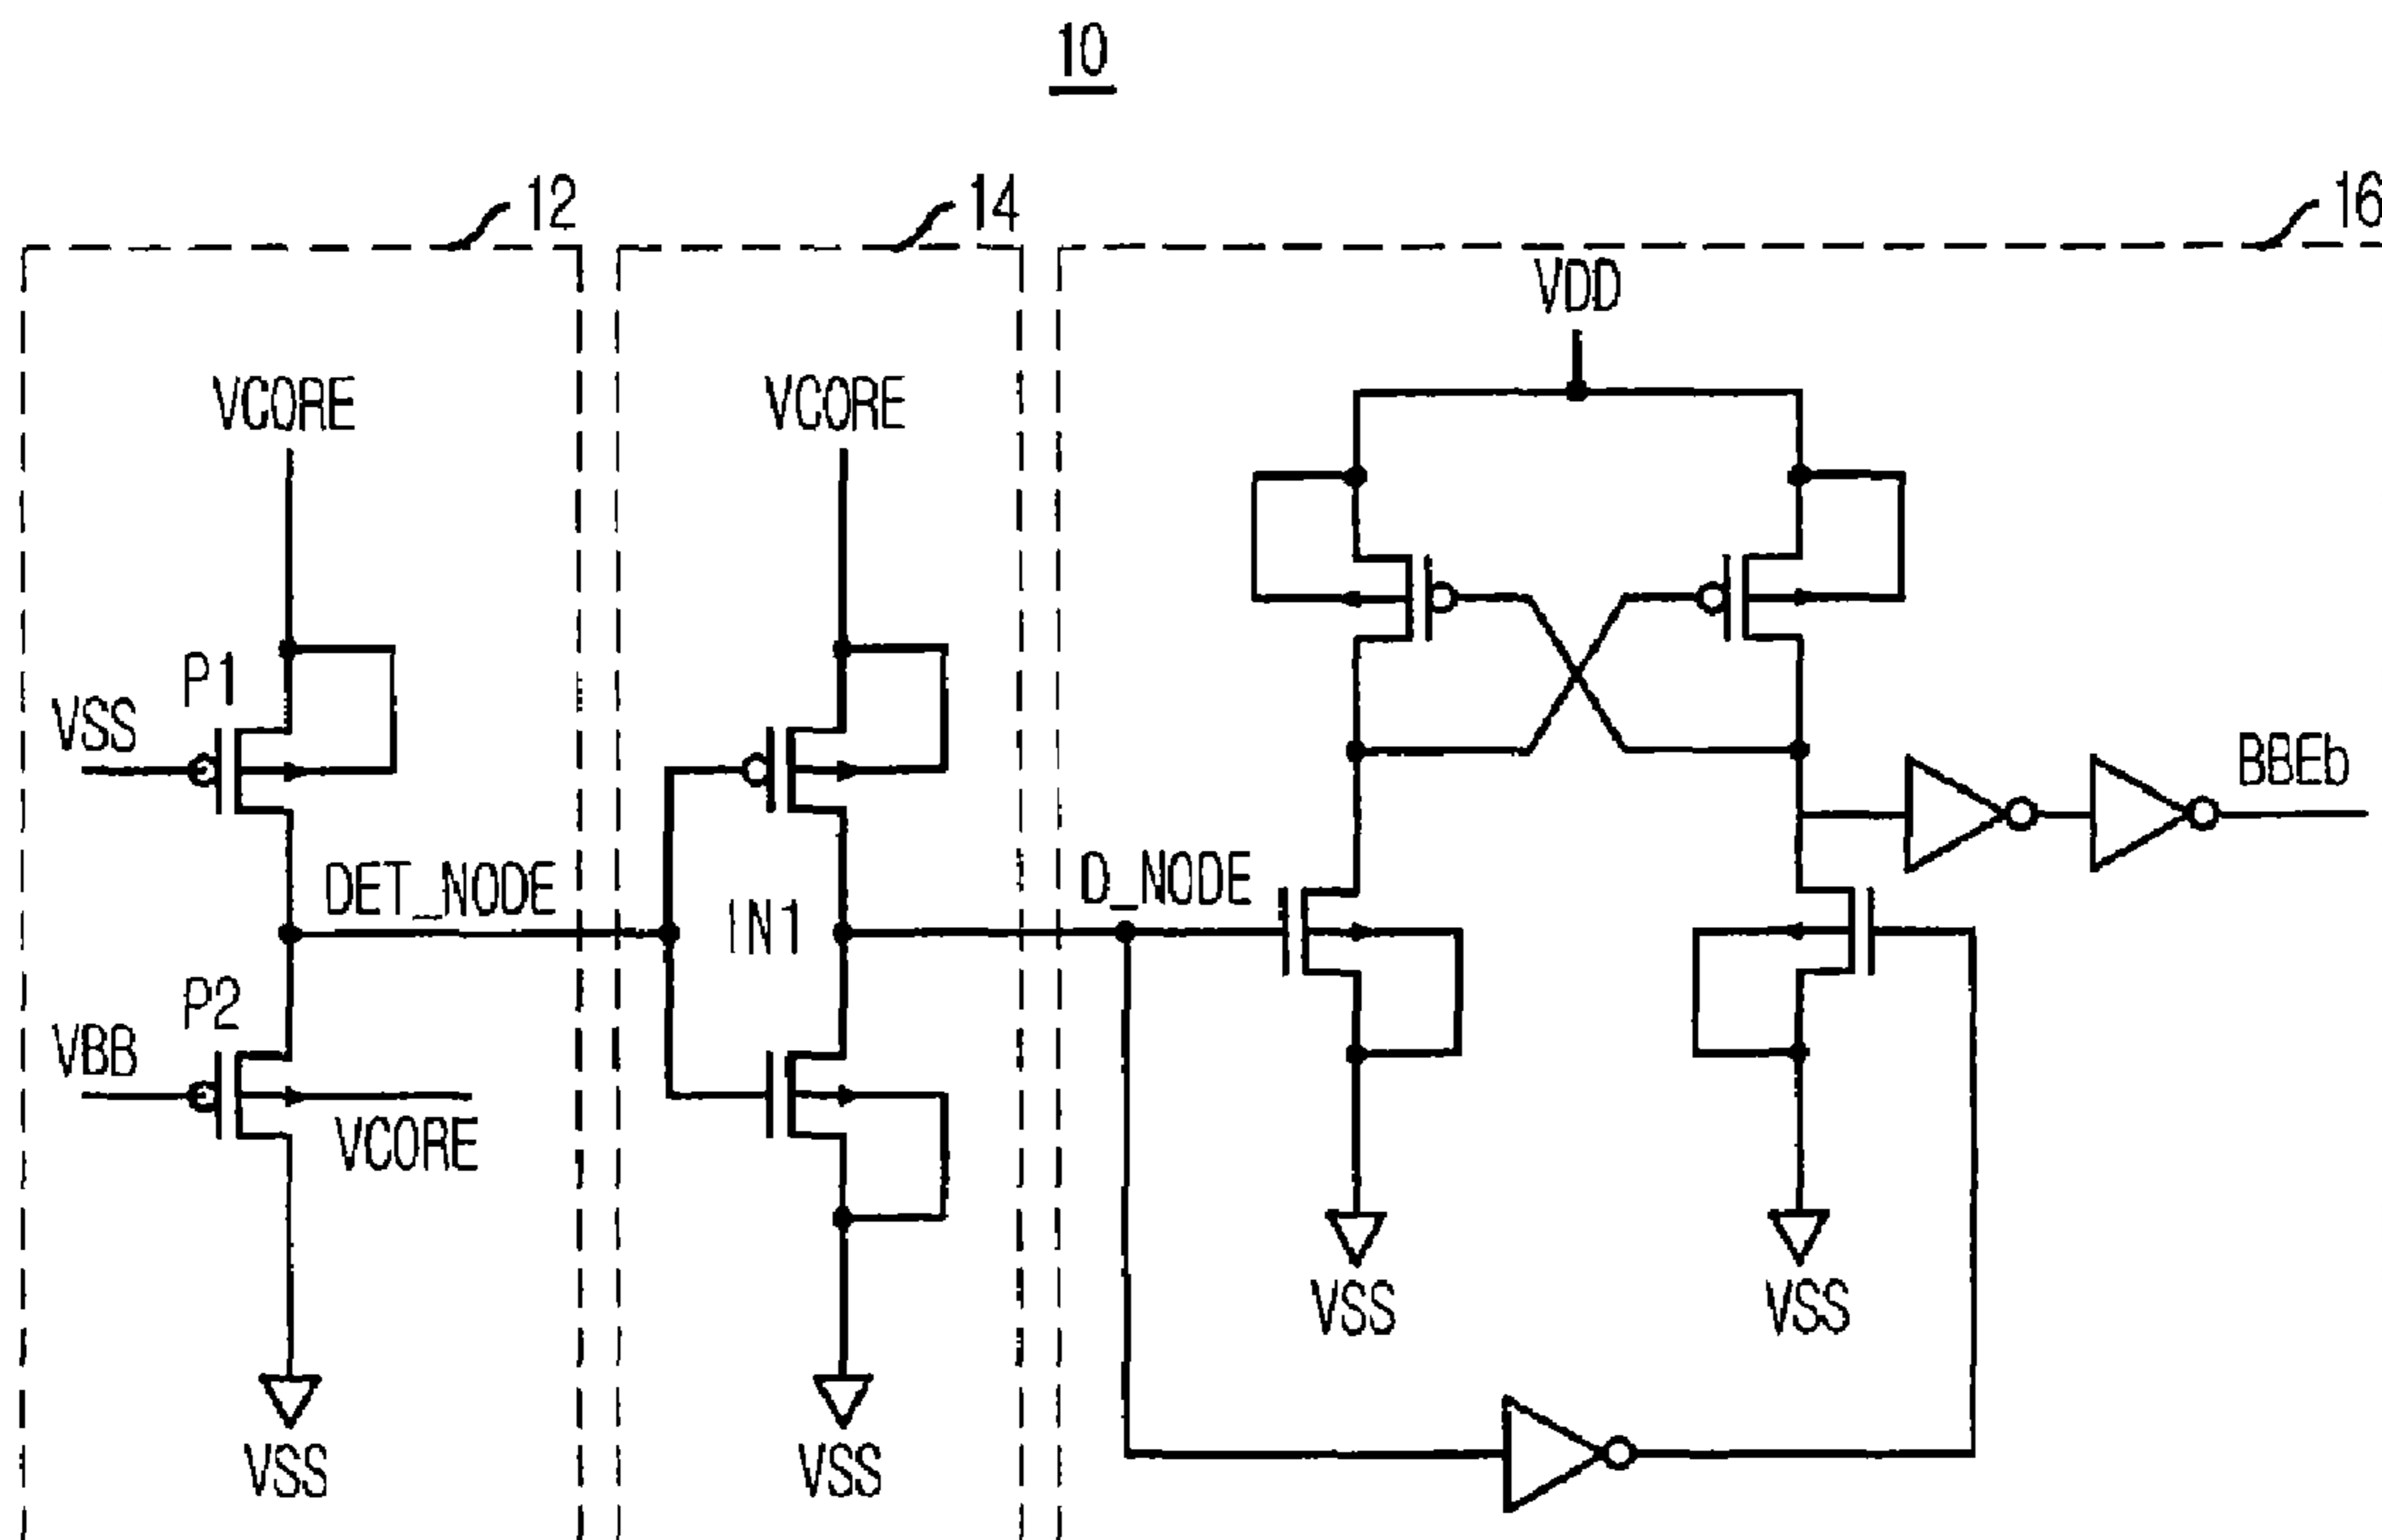 10
12
14
16
VDD
VCORE
VCORE
P1
VSS
BBEb
DET_NODE
D_NODE
IN1
P2
VBB
VCORE
VSS
VSS
VSS
VSS